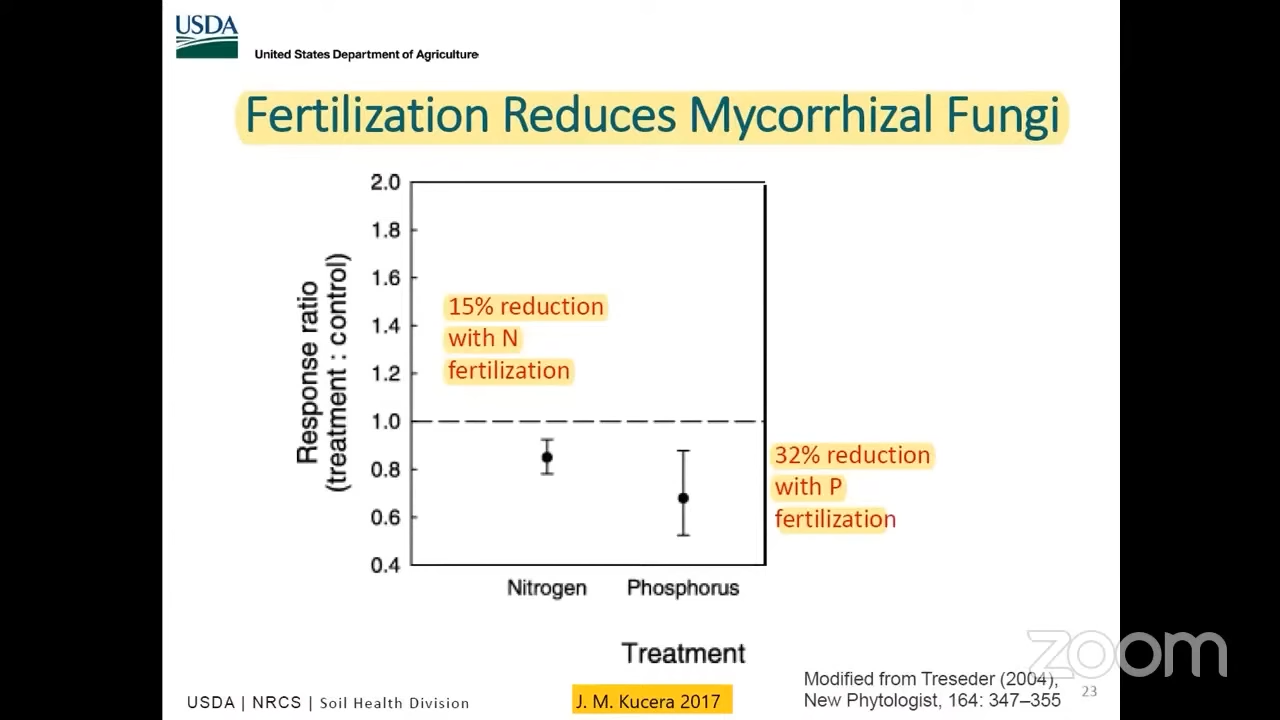 USDA
United States Department of Agriculture
Fertilization Reduces Mycorrhizal Fungi
2.0
1.8
1.6
1.4
1.2
1.0
0.8
0.6
0.4
Response ratio
(treatment : control)
15% reduction
with N
fertilization
32% reduction
with P
fertilization
Nitrogen Phosphorus
Treatment
zoom
Modified from Treseder (2004),
New Phytologist, 164: 347–355
23
USDA | NRCS | Soil Health Division
J. M. Kucera 2017